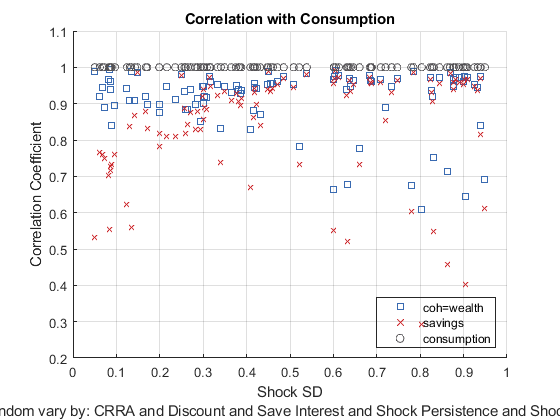 Correlation with Consumption
Correlation Coefficient
1.1
1
0.9
0.8
0.7
0.6
0.5
0.4
0.3
0.2
coh=wealth
savings
consumption
0 0.1 0.2 0.3 0.4 0.5 0.6 0.7 0.8 0.9 1
Shock SD
vary by: CRRA and Discount and Save Interest and Shock Persistence and